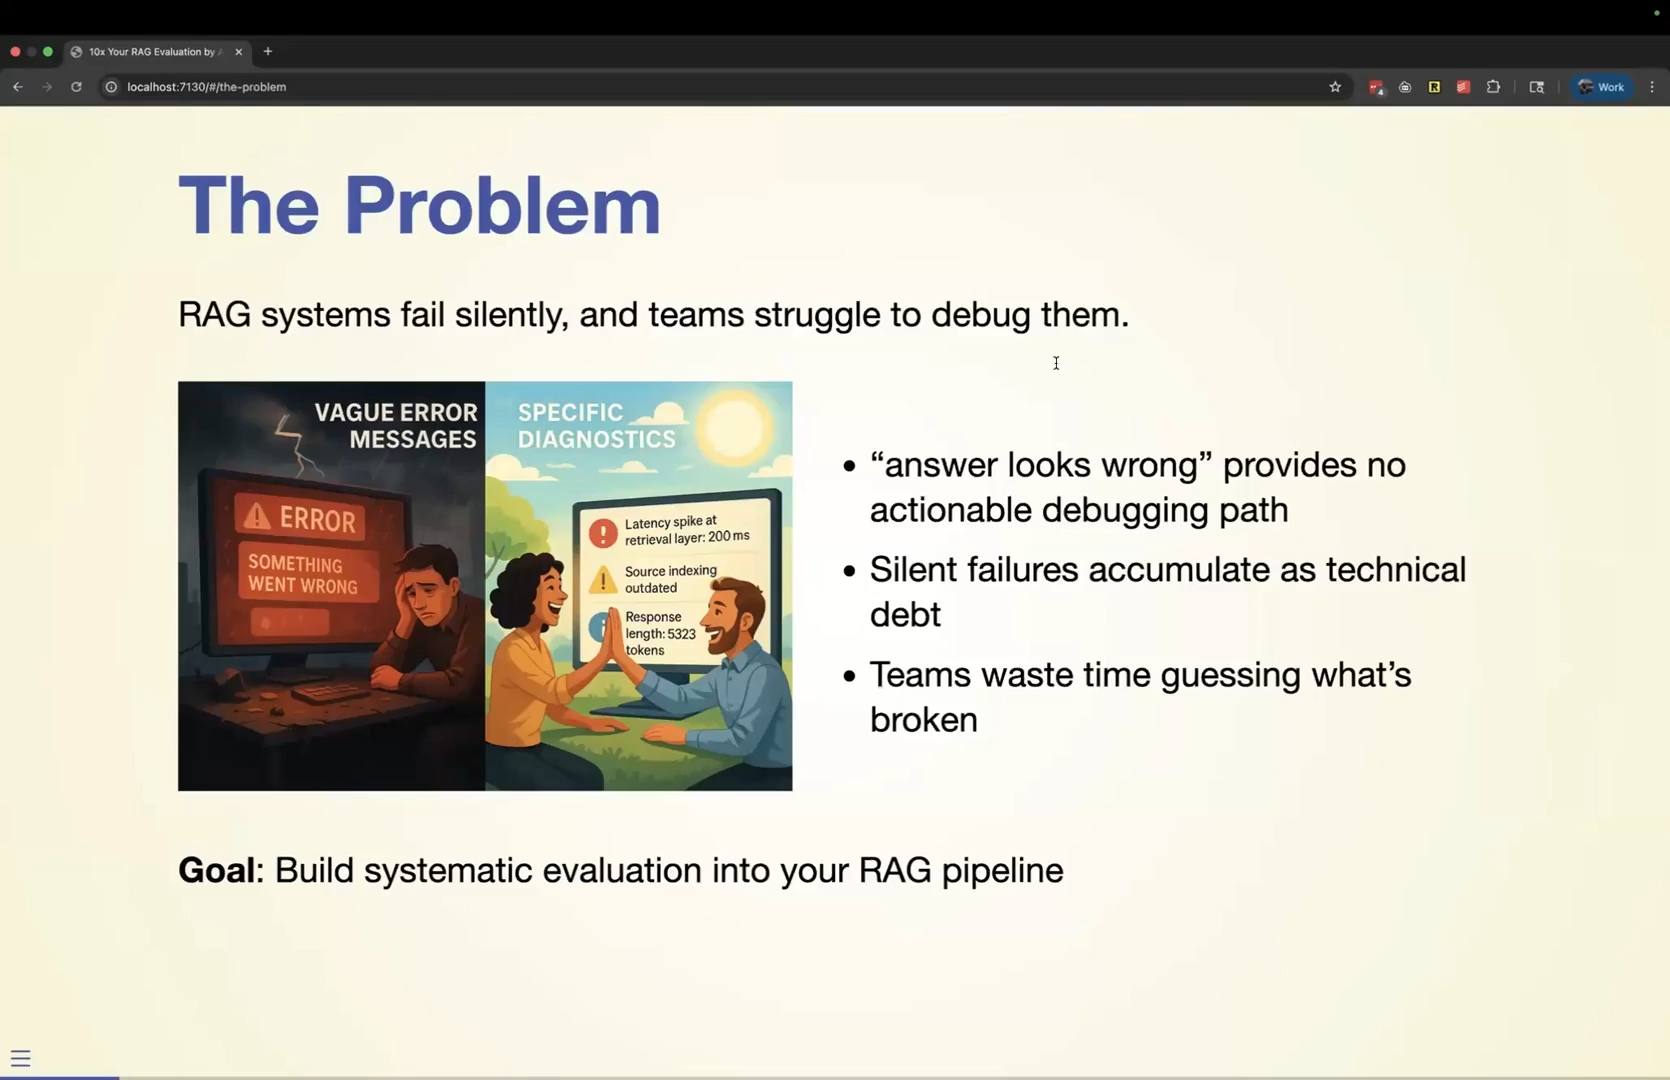 10x Your RAG Evaluation by
localhost:7130/#/the-problem
4
R
Work
The Problem
RAG systems fail silently, and teams struggle to debug them.
VAGUE ERROR
MESSAGES
ERROR
SOMETHING
WENT WRONG
SPECIFIC
DIAGNOSTICS
Latency spike at
retrieval layer: 200 ms
Source indexing
outdated
Response
length: 5323
tokens
• “answer looks wrong” provides no
actionable debugging path
• Silent failures accumulate as technical
debt
• Teams waste time guessing what’s
broken
Goal: Build systematic evaluation into your RAG pipeline